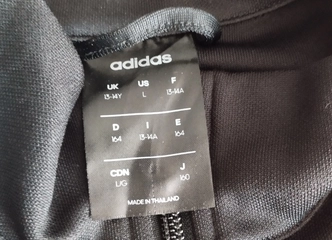 adidas
UK US F
13-14Y L 13-14A
D I E
164 13-14A 164
CDN J
L/G 160
MADE IN THAILAND